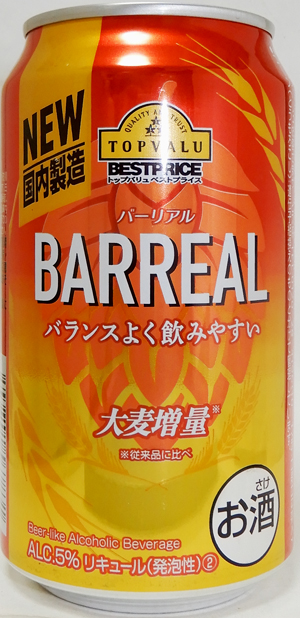 NEW
国内製造
QUALITY AND TRUST
TOPVALU
BESTPRICE
トップバリュ ベストプライス
バーリアル
BARREAL
バランスよく飲みやすい
大麦増量※
※従来品に比べ
さけ
お酒
Beer-like Alcoholic Beverage
ALC.5% リキュール(発泡性)②